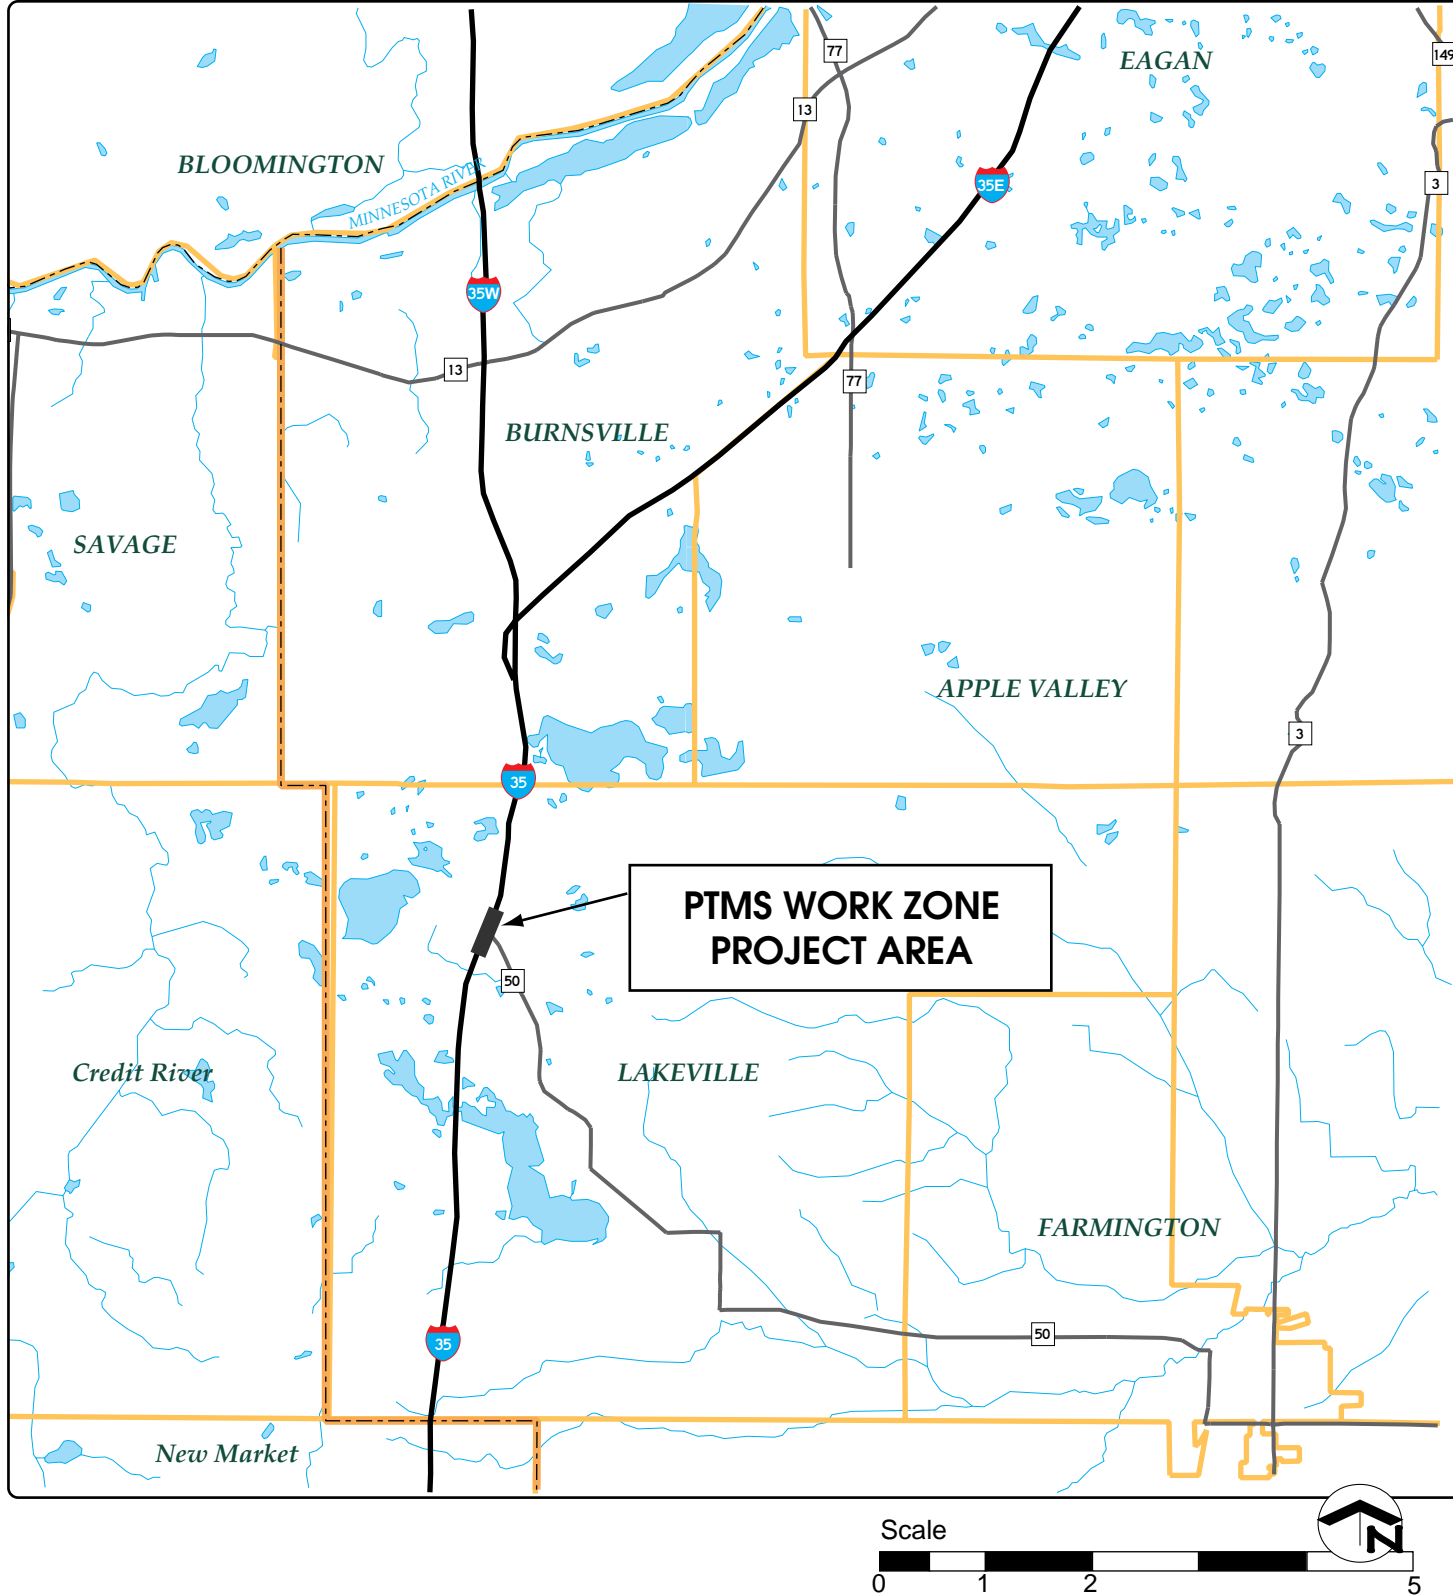 77
EAGAN
149
13
BLOOMINGTON
MINNESOTA RIVER
35E
3
35W
13
77
BURNSVILLE
SAVAGE
APPLE VALLEY
3
35
PTMS WORK ZONE
PROJECT AREA
50
Credit River
LAKEVILLE
FARMINGTON
50
35
New Market
Scale
N
0 1 2 5